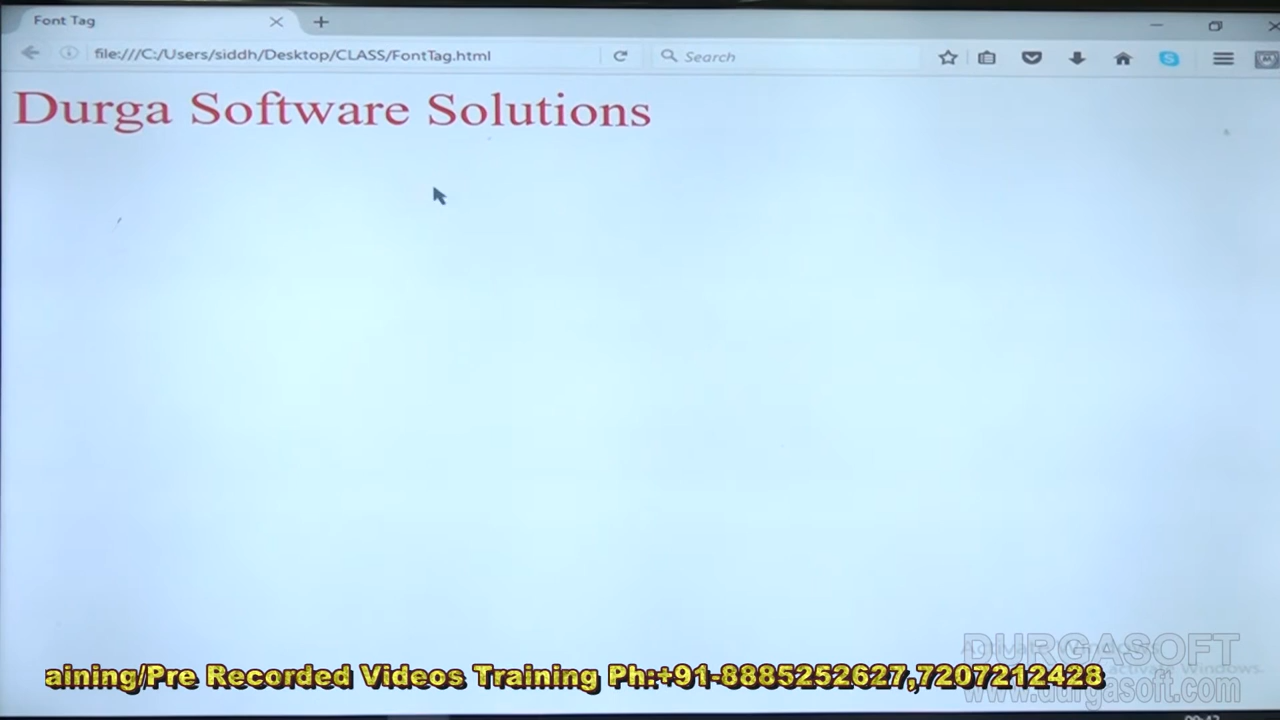 Font Tag
file:///C:/Users/siddh/Desktop/CLASS/FontTag.html
Search
Durga Software Solutions
DURGASOFT
Windows.
aining/Pre Recorded Videos Training Ph:+91-8885252627,7207212428
www.durgasoft.com